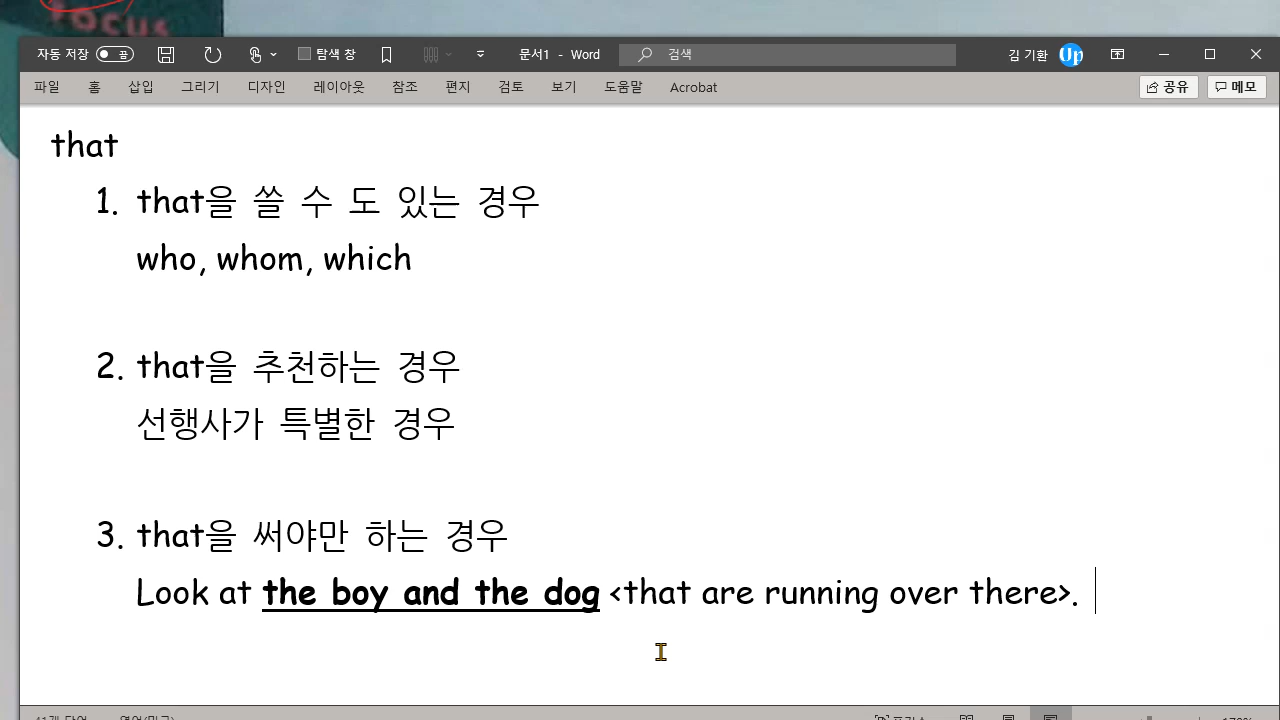 FOCUS
자동 저장 끔 탐색 창 문서1 - Word 검색 김 기환 Up
파일 홈 삽입 그리기 디자인 레이아웃 참조 편지 검토 보기 도움말 Acrobat 공유 메모
that
1. that을 쓸 수 도 있는 경우
who, whom, which
2. that을 추천하는 경우
선행사가 특별한 경우
3. that을 써야만 하는 경우
Look at the boy and the dog <that are running over there>.